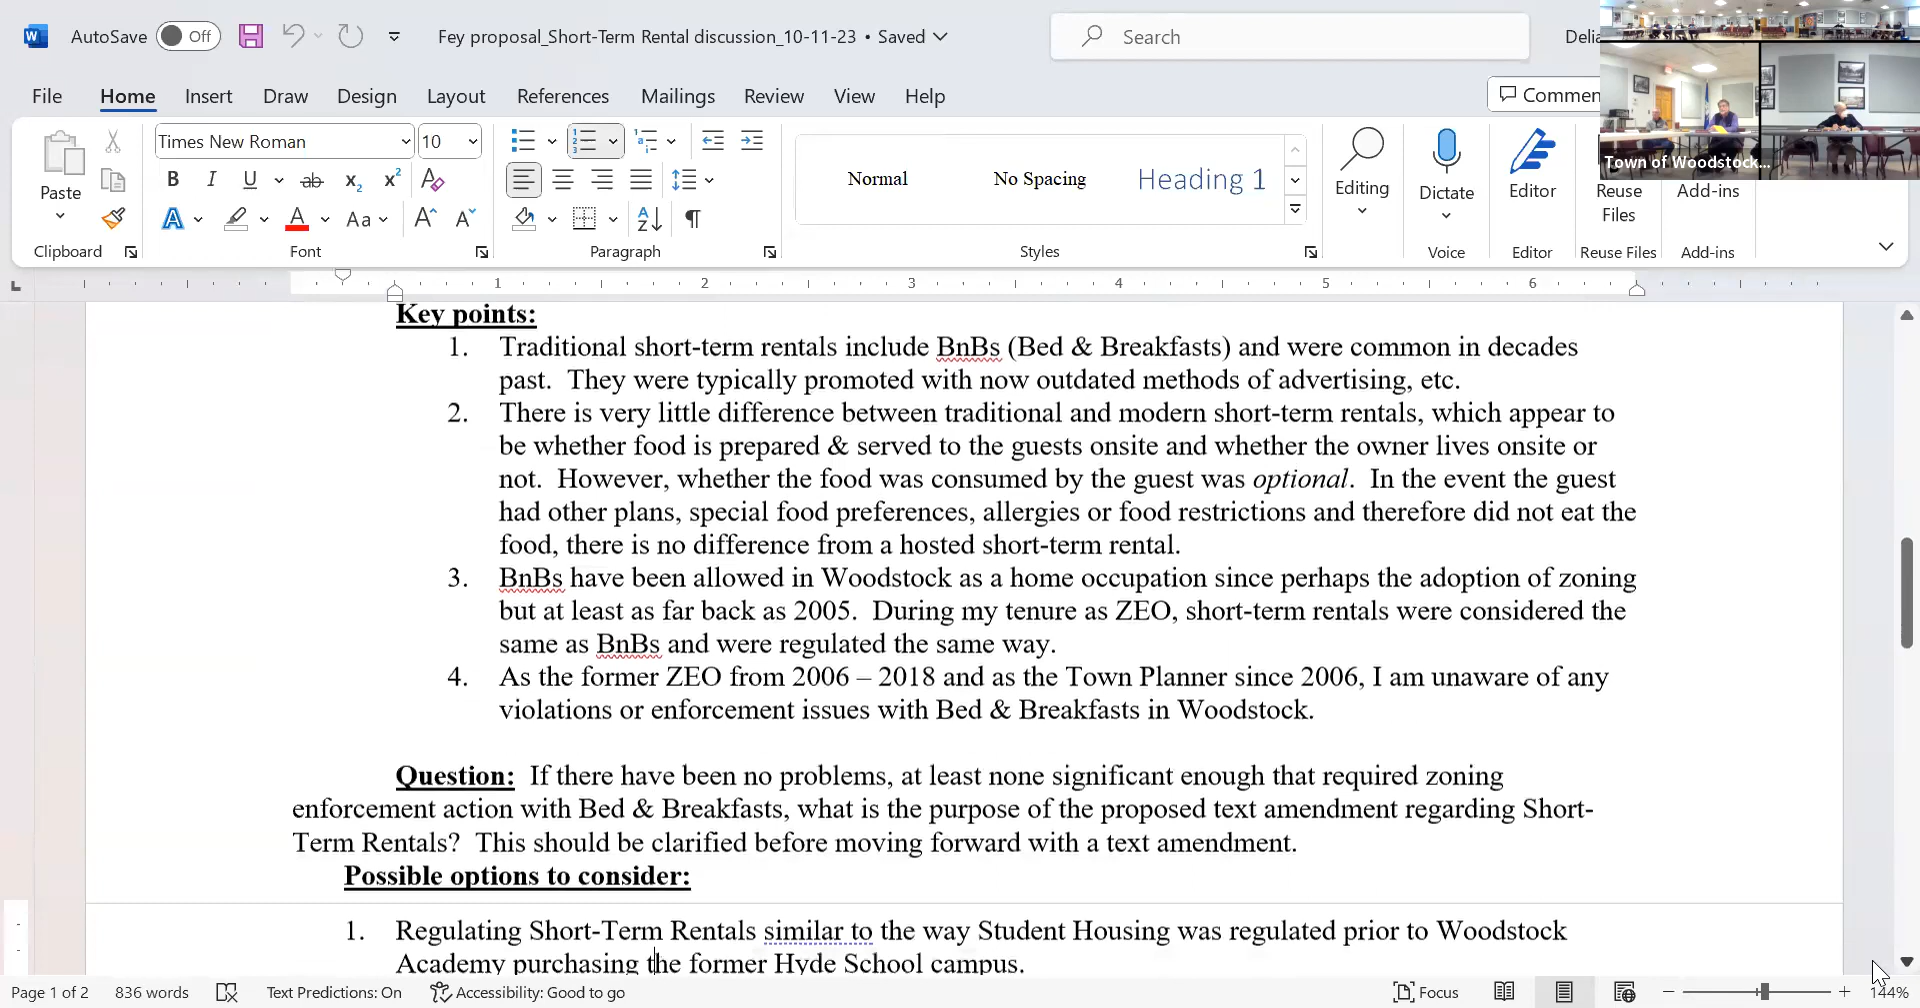 AutoSave Off Fey proposal_Short-Term Rental discussion_10-11-23 • Saved Search Delia
File Home Insert Draw Design Layout References Mailings Review View Help Commen
Town of Woodstock...
Times New Roman 10
Paste Normal No Spacing Heading 1 Editing Dictate Editor Reuse Files Add-ins
Clipboard Font Paragraph Styles Voice Editor Reuse Files Add-ins
1 2 3 4 5 6
Key points:
1. Traditional short-term rentals include BnBs (Bed & Breakfasts) and were common in decades
past. They were typically promoted with now outdated methods of advertising, etc.
2. There is very little difference between traditional and modern short-term rentals, which appear to
be whether food is prepared & served to the guests onsite and whether the owner lives onsite or
not. However, whether the food was consumed by the guest was optional. In the event the guest
had other plans, special food preferences, allergies or food restrictions and therefore did not eat the
food, there is no difference from a hosted short-term rental.
3. BnBs have been allowed in Woodstock as a home occupation since perhaps the adoption of zoning
but at least as far back as 2005. During my tenure as ZEO, short-term rentals were considered the
same as BnBs and were regulated the same way.
4. As the former ZEO from 2006 – 2018 and as the Town Planner since 2006, I am unaware of any
violations or enforcement issues with Bed & Breakfasts in Woodstock.
Question: If there have been no problems, at least none significant enough that required zoning
enforcement action with Bed & Breakfasts, what is the purpose of the proposed text amendment regarding Short-
Term Rentals? This should be clarified before moving forward with a text amendment.
Possible options to consider:
1. Regulating Short-Term Rentals similar to the way Student Housing was regulated prior to Woodstock
Academy purchasing the former Hyde School campus.
Page 1 of 2 836 words Text Predictions: On Accessibility: Good to go Focus 144%